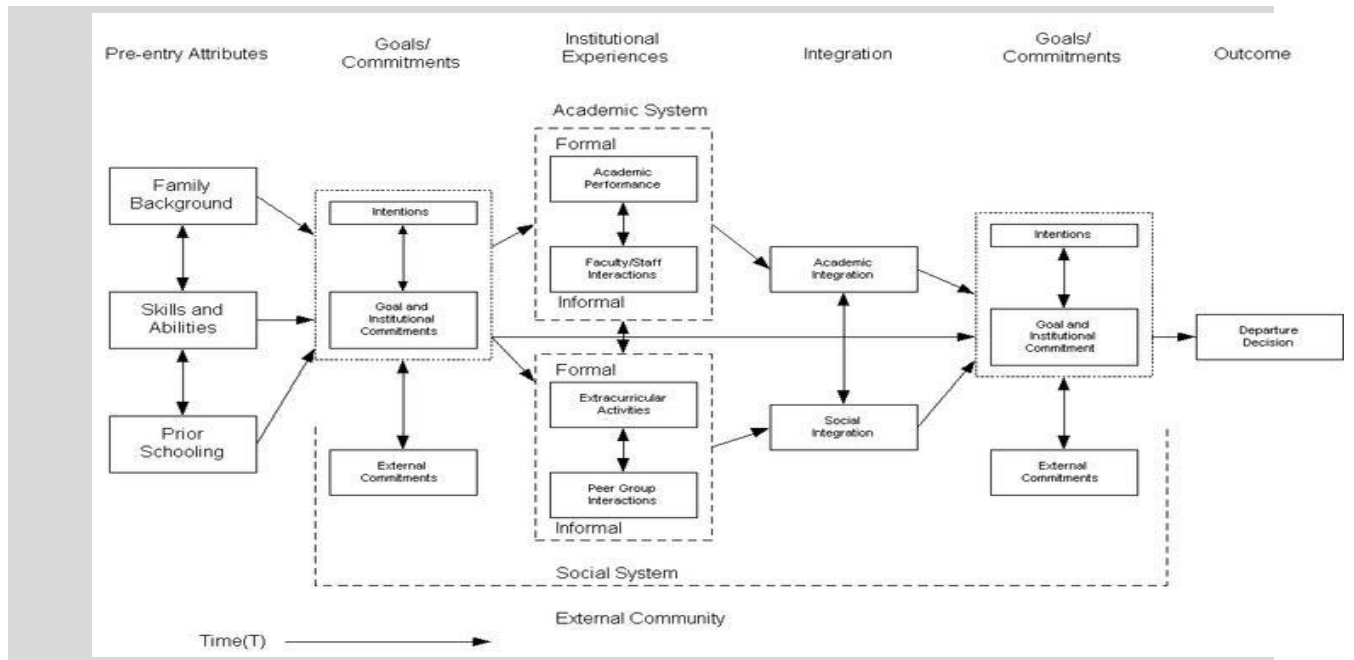 Pre-entry Attributes
Goals/
Commitments
Institutional
Experiences
Integration
Goals/
Commitments
Outcome
Academic System
Family
Background
Skills and
Abilities
Prior
Schooling
Intentions
Goal and
Institutional
Commitments
External
Commitments
Formal
Academic
Performance
Faculty/Staff
Interactions
Informal
Formal
Extracurricular
Activities
Peer Group
Interactions
Informal
Social System
Academic
Integration
Social
Integration
Intentions
Goal and
Institutional
Commitment
External
Commitments
Departure
Decision
External Community
Time(T)